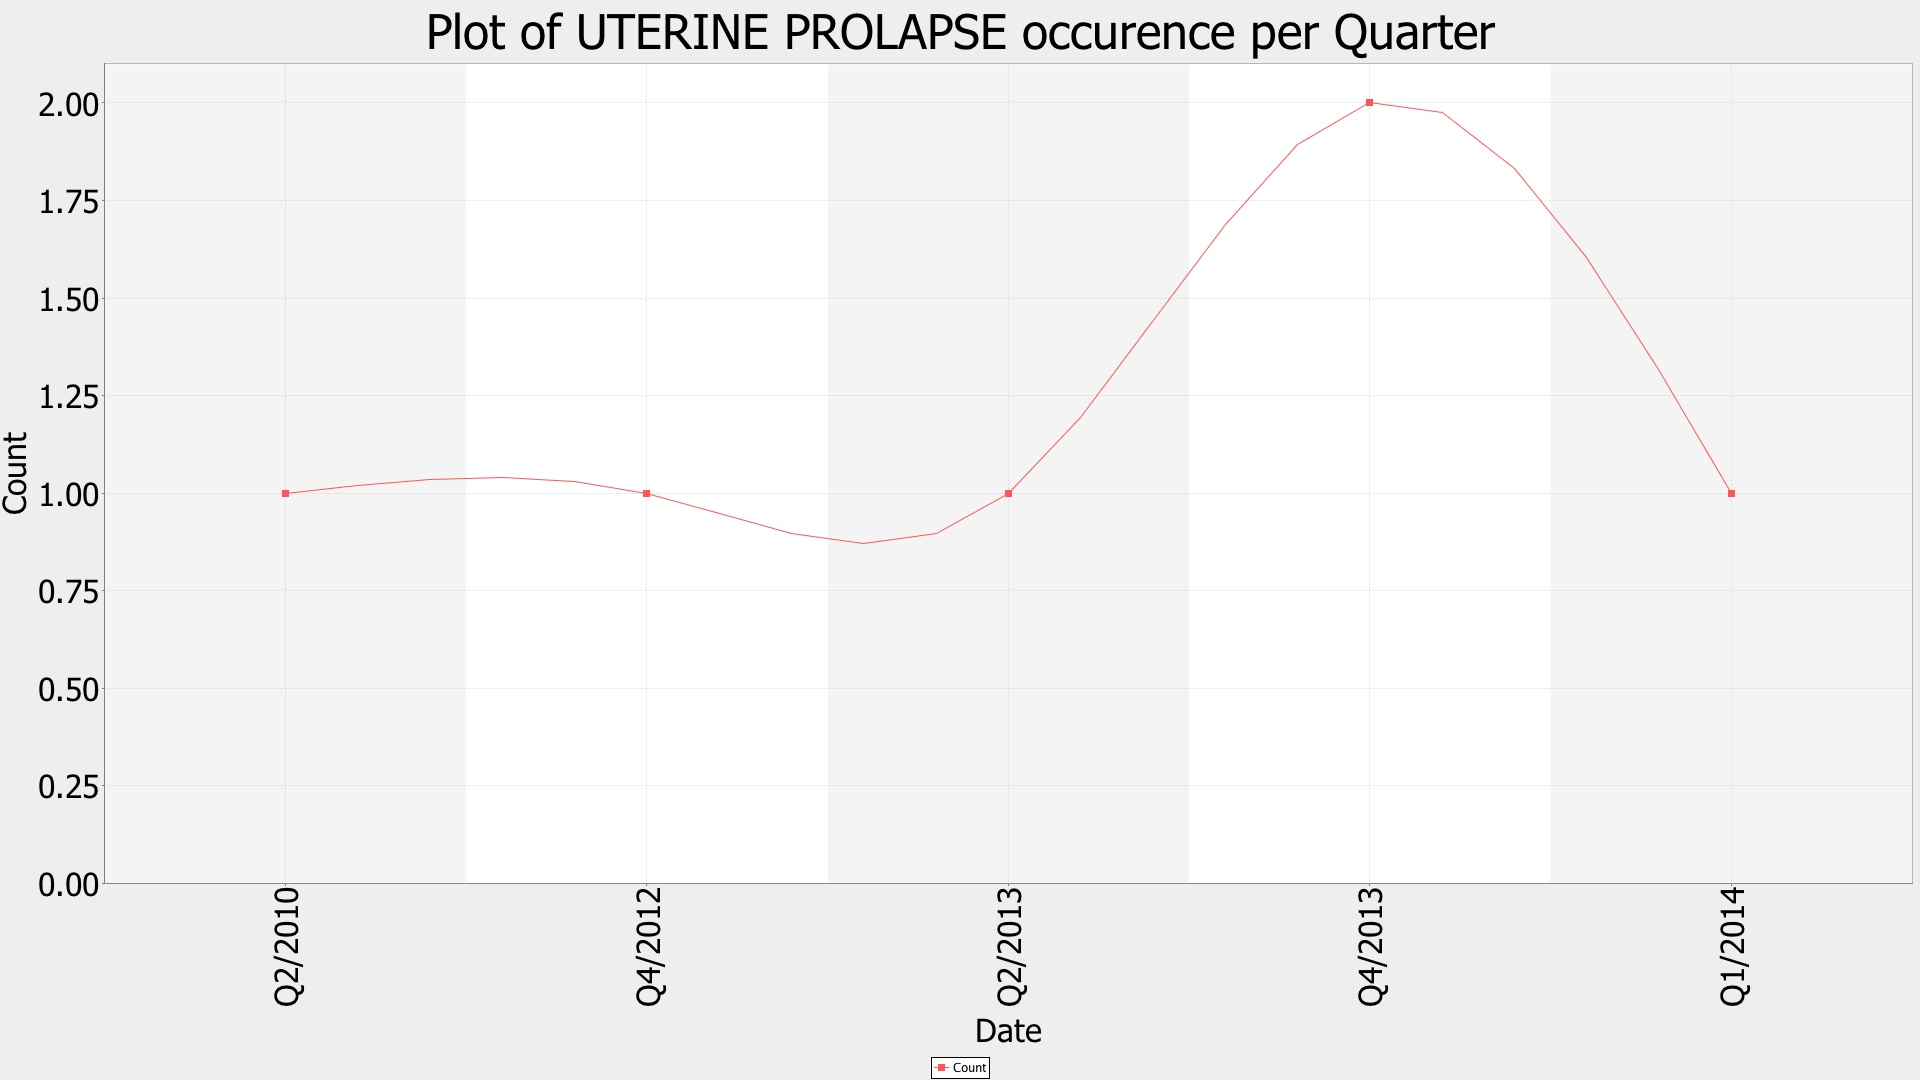 Plot of UTERINE PROLAPSE occurence per Quarter
Count
2.00
1.75
1.50
1.25
1.00
0.75
0.50
0.25
0.00
Q2/2010
Q4/2012
Q2/2013
Q4/2013
Q1/2014
Date
Count